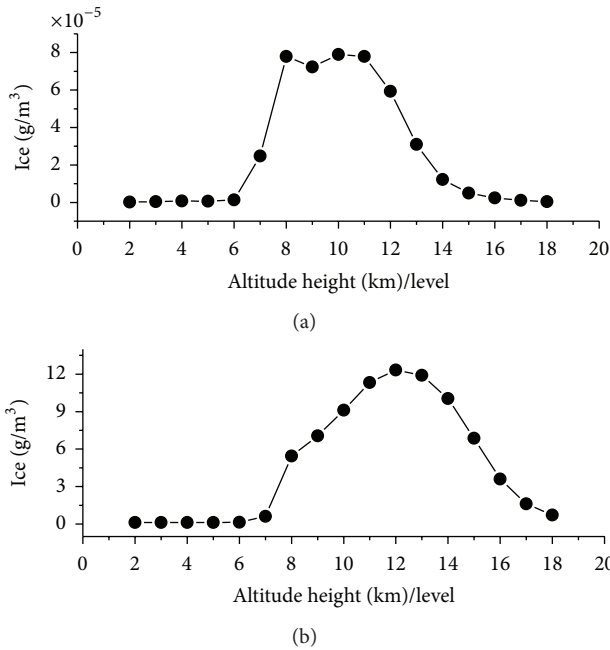 ×10⁻⁵
8
6
4
2
0
Ice (g/m³)
0 2 4 6 8 10 12 14 16 18 20
Altitude height (km)/level
(a)
12
9
6
3
0
Ice (g/m³)
0 2 4 6 8 10 12 14 16 18 20
Altitude height (km)/level
(b)